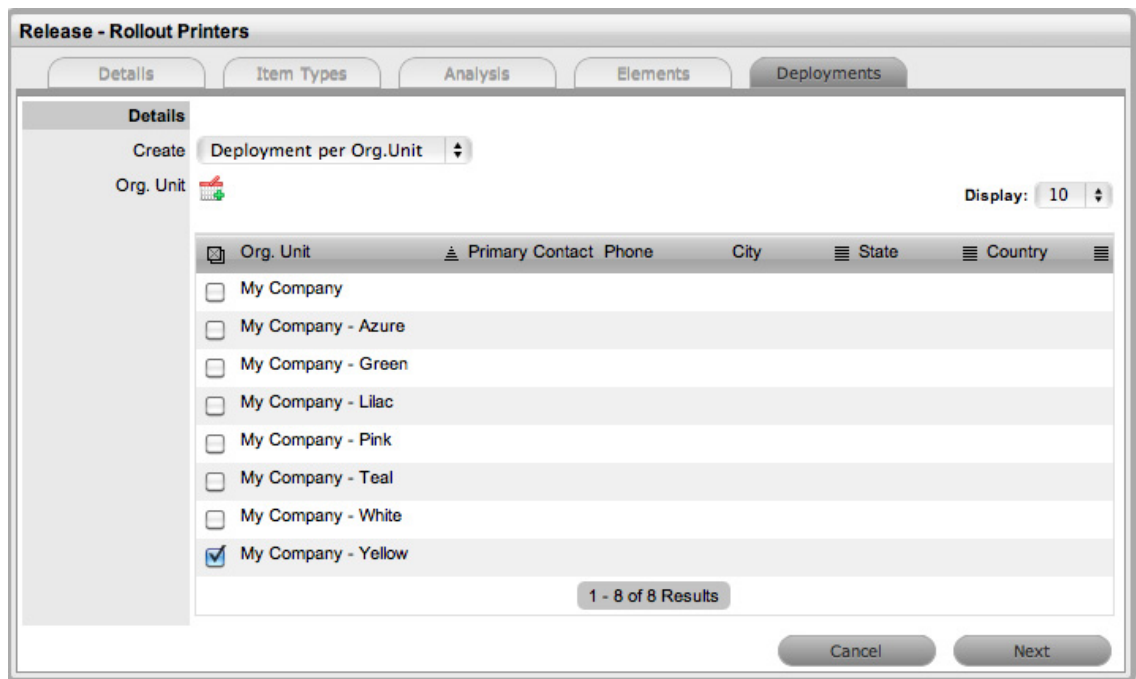 Release - Rollout Printers
Details Item Types Analysis Elements Deployments
Details
Create Deployment per Org.Unit
Org. Unit
Display: 10
Org. Unit Primary Contact Phone City State Country
My Company
My Company - Azure
My Company - Green
My Company - Lilac
My Company - Pink
My Company - Teal
My Company - White
My Company - Yellow
1 - 8 of 8 Results
Cancel Next